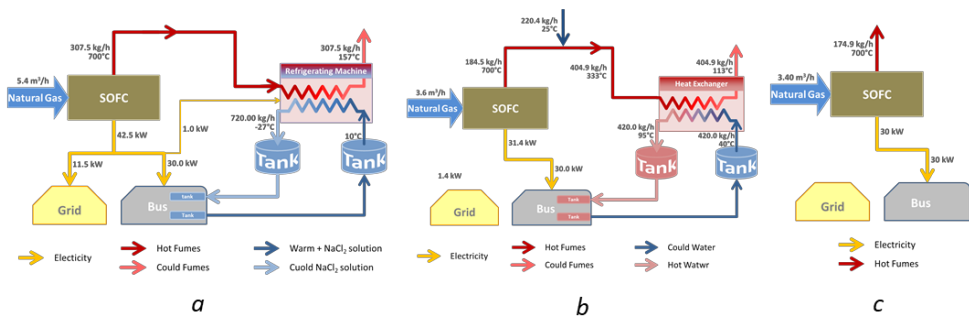 307.5 kg/h
700°C
307.5 kg/h
157°C
5.4 m³/h
Natural Gas
SOFC
Refrigerating Machine
42.5 kW
1.0 kW
720.00 kg/h
-27°C
10°C
Tank
Tank
11.5 kW
30.0 kW
Grid
Bus
Tank
Tank
Electicity
Hot Fumes
Could Fumes
Warm + NaCl₂ solution
Cuold NaCl₂ solution
a
220.4 kg/h
25°C
184.5 kg/h
700°C
404.9 kg/h
333°C
404.9 kg/h
113°C
3.6 m³/h
Natural Gas
SOFC
Heat Exchanger
31.4 kW
420.0 kg/h
95°C
420.0 kg/h
40°C
Tank
Tank
1.4 kW
30.0 kW
Grid
Bus
Tank
Tank
Electricity
Hot Fumes
Could Fumes
Could Water
Hot Watwr
b
174.9 kg/h
700°C
3.40 m³/h
Natural Gas
SOFC
30 kW
30 kW
Grid
Bus
Electricity
Hot Fumes
c